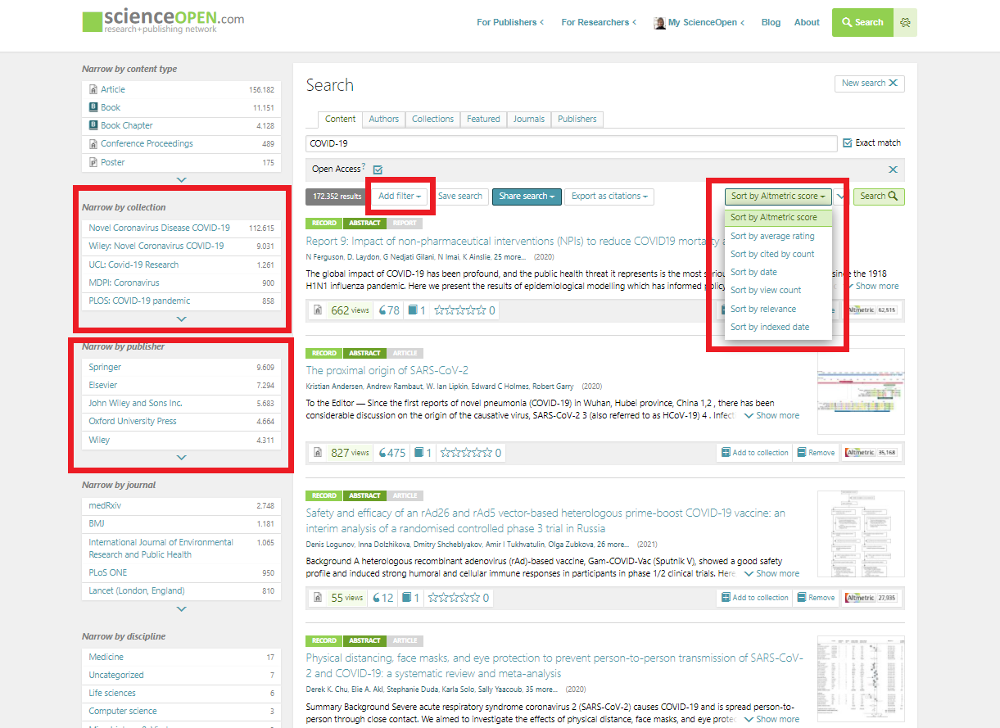 scienceOPEN.com
research+publishing network
For Publishers
For Researchers
My ScienceOpen
Blog
About
Search
Narrow by content type
Article 156.182
Book 11.151
Book Chapter 4.128
Conference Proceedings 489
Poster 175
Narrow by collection
Novel Coronavirus Disease COVID-19 112.615
Wiley: Novel Coronavirus COVID-19 9.031
UCL: Covid-19 Research 1.261
MDPI: Coronavirus 900
PLOS: COVID-19 pandemic 858
Narrow by publisher
Springer 9.609
Elsevier 7.294
John Wiley and Sons Inc. 5.683
Oxford University Press 4.664
Wiley 4.311
Narrow by journal
medRxiv 2.748
BMJ 1.181
International Journal of Environmental 1.065
Research and Public Health
PLoS ONE 950
Lancet (London, England) 810
Narrow by discipline
Medicine 17
Uncategorized 7
Life sciences 6
Computer science 3
Search
New search
Content Authors Collections Featured Journals Publishers
COVID-19
Exact match
Open Access?
172.352 results Add filter Save search Share search Export as citations Sort by Altmetric score Search
Sort by Altmetric score
Sort by average rating
Sort by cited by count
Sort by date
Sort by view count
Sort by relevance
Sort by indexed date
RECORD ABSTRACT REPORT
Report 9: Impact of non-pharmaceutical interventions (NPIs) to reduce COVID19 mortality
N Ferguson, D. Laydon, G Nedjati Gilani, N Imai, K Ainslie, 25 more... (2020)
The global impact of COVID-19 has been profound, and the public health threat it represents is the most serious since the 1918
H1N1 influenza pandemic. Here we present the results of epidemiological modelling which has informed policy Show more
662 views 78 1 0 Altmetric 62,515
RECORD ABSTRACT ARTICLE
The proximal origin of SARS-CoV-2
Kristian Andersen, Andrew Rambaut, W. Ian Lipkin, Edward C Holmes, Robert Garry (2020)
To the Editor — Since the first reports of novel pneumonia (COVID-19) in Wuhan, Hubei province, China 1,2 , there has been
considerable discussion on the origin of the causative virus, SARS-CoV-2 3 (also referred to as HCoV-19) 4 . Infect Show more
827 views 475 1 0 Add to collection Remove Altmetric 35,168
RECORD ABSTRACT ARTICLE
Safety and efficacy of an rAd26 and rAd5 vector-based heterologous prime-boost COVID-19 vaccine: an
interim analysis of a randomised controlled phase 3 trial in Russia
Denis Logunov, Inna Dolzhikova, Dmitry Shcheblyakov, Amir I Tukhvatulin, Olga Zubkova, 26 more... (2021)
Background A heterologous recombinant adenovirus (rAd)-based vaccine, Gam-COVID-Vac (Sputnik V), showed a good safety
profile and induced strong humoral and cellular immune responses in participants in phase 1/2 clinical trials. Here Show more
55 views 12 1 0 Add to collection Remove Altmetric 27,935
RECORD ABSTRACT ARTICLE
Physical distancing, face masks, and eye protection to prevent person-to-person transmission of SARS-CoV-
2 and COVID-19: a systematic review and meta-analysis
Derek K. Chu, Elie A. Akl, Stephanie Duda, Karla Solo, Sally Yaacoub, 35 more... (2020)
Summary Background Severe acute respiratory syndrome coronavirus 2 (SARS-CoV-2) causes COVID-19 and is spread person-to-
person through close contact. We aimed to investigate the effects of physical distance, face masks, and eye prote Show more